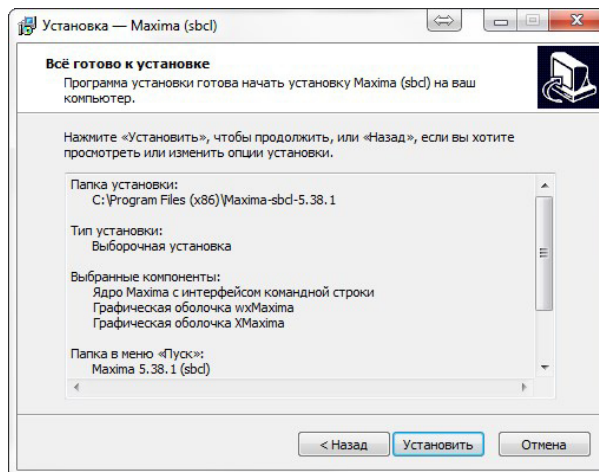 Установка — Maxima (sbcl)
Всё готово к установке
Программа установки готова начать установку Maxima (sbcl) на ваш
компьютер.
Нажмите «Установить», чтобы продолжить, или «Назад», если вы хотите
просмотреть или изменить опции установки.
Папка установки:
C:\Program Files (x86)\Maxima-sbcl-5.38.1
Тип установки:
Выборочная установка
Выбранные компоненты:
Ядро Maxima с интерфейсом командной строки
Графическая оболочка wxMaxima
Графическая оболочка XMaxima
Папка в меню «Пуск»:
Maxima 5.38.1 (sbcl)
< Назад Установить Отмена